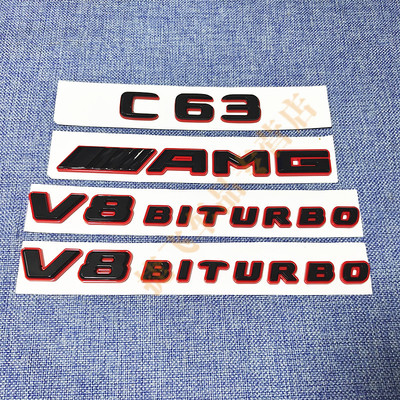 C 63
AMG
V8 BITURBO
V8 BITURBO